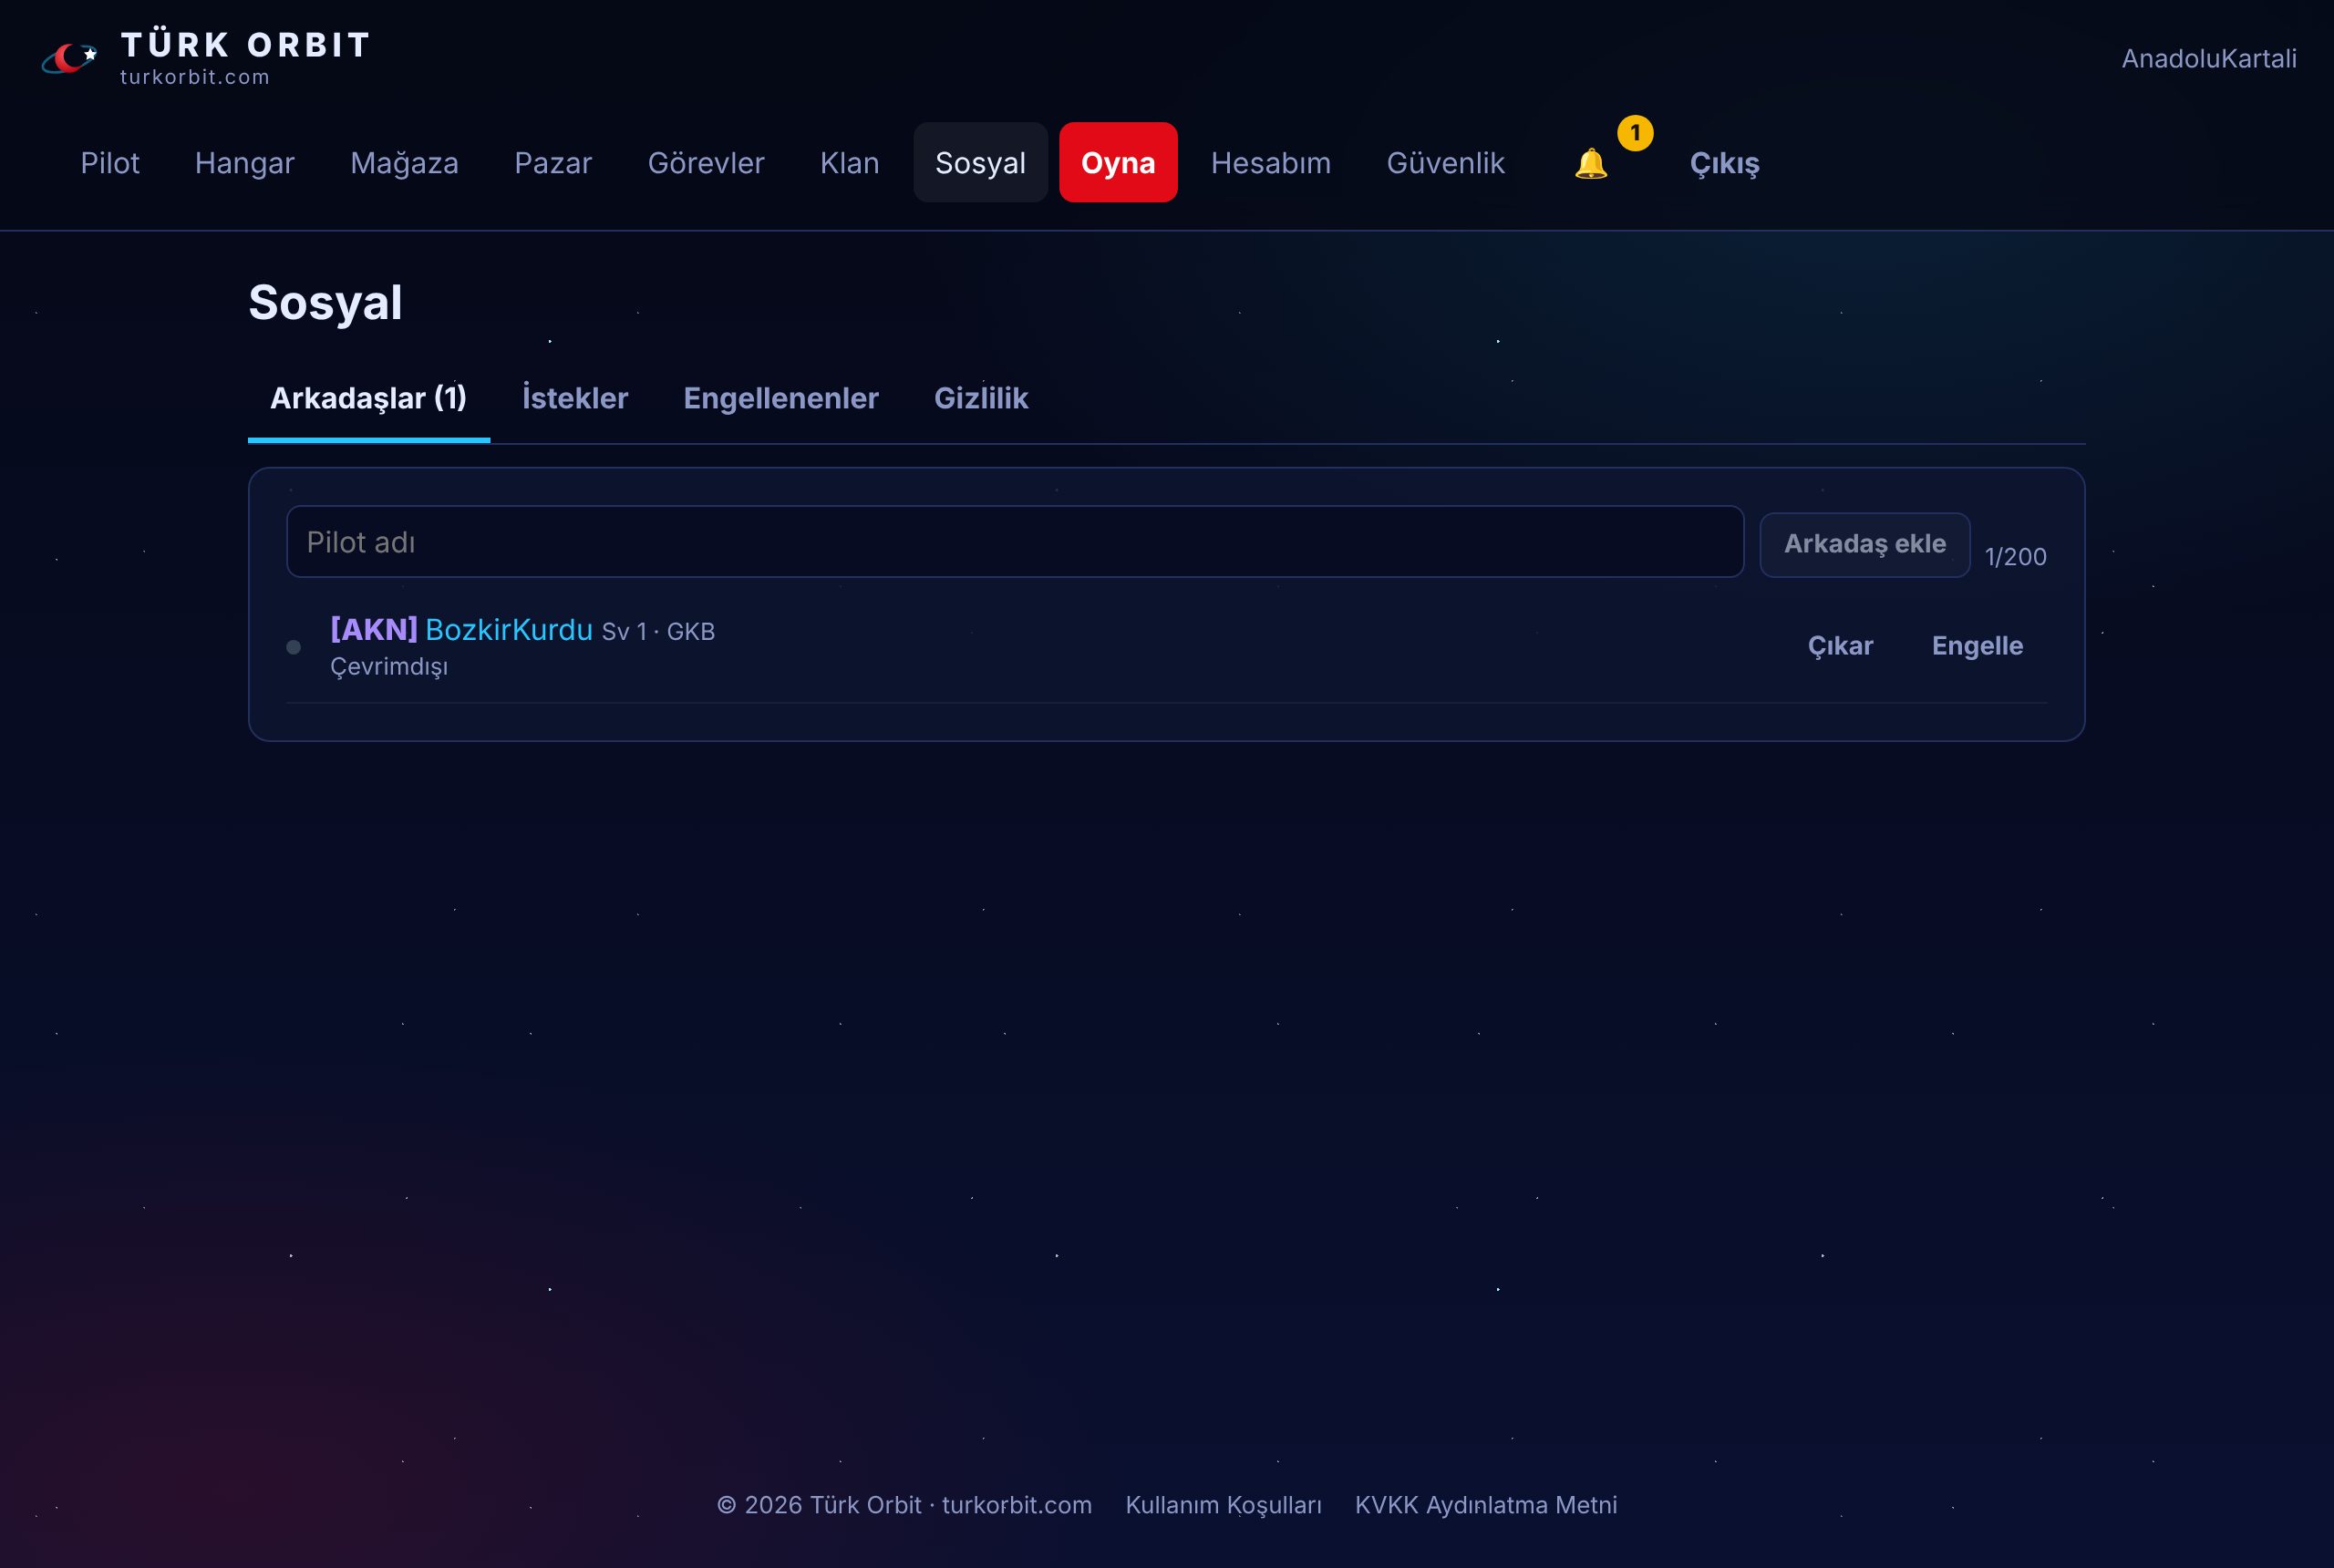 TÜRK ORBIT
turkorbit.com
AnadoluKartali
Pilot Hangar Mağaza Pazar Görevler Klan Sosyal Oyna Hesabım Güvenlik 🔔 1 Çıkış
Sosyal
Arkadaşlar (1) İstekler Engellenenler Gizlilik
Pilot adı Arkadaş ekle 1/200
[AKN] BozkirKurdu Sv 1 · GKB
Çevrimdışı
Çıkar Engelle
© 2026 Türk Orbit · turkorbit.com Kullanım Koşulları KVKK Aydınlatma Metni